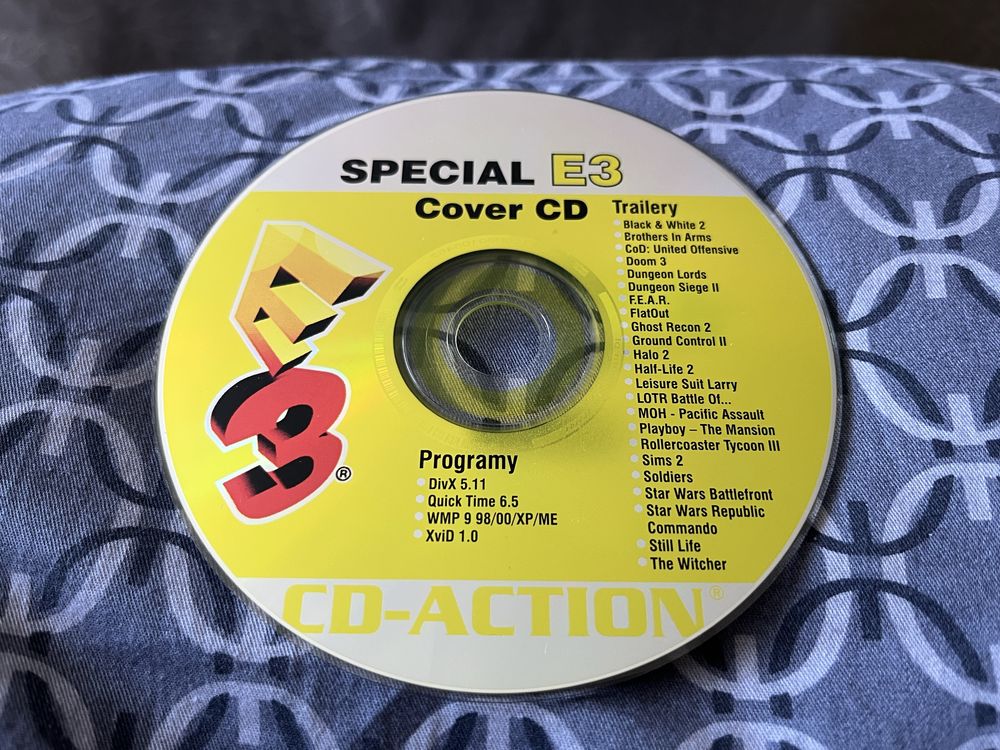 SPECIAL E3
Cover CD
E3®
Programy
DivX 5.11
Quick Time 6.5
WMP 9 98/00/XP/ME
XviD 1.0
Trailery
Black & White 2
Brothers In Arms
CoD: United Offensive
Doom 3
Dungeon Lords
Dungeon Siege II
F.E.A.R.
FlatOut
Ghost Recon 2
Ground Control II
Halo 2
Half-Life 2
Leisure Suit Larry
LOTR Battle Of...
MOH - Pacific Assault
Playboy – The Mansion
Rollercoaster Tycoon III
Sims 2
Soldiers
Star Wars Battlefront
Star Wars Republic
Commando
Still Life
The Witcher
CD-ACTION®